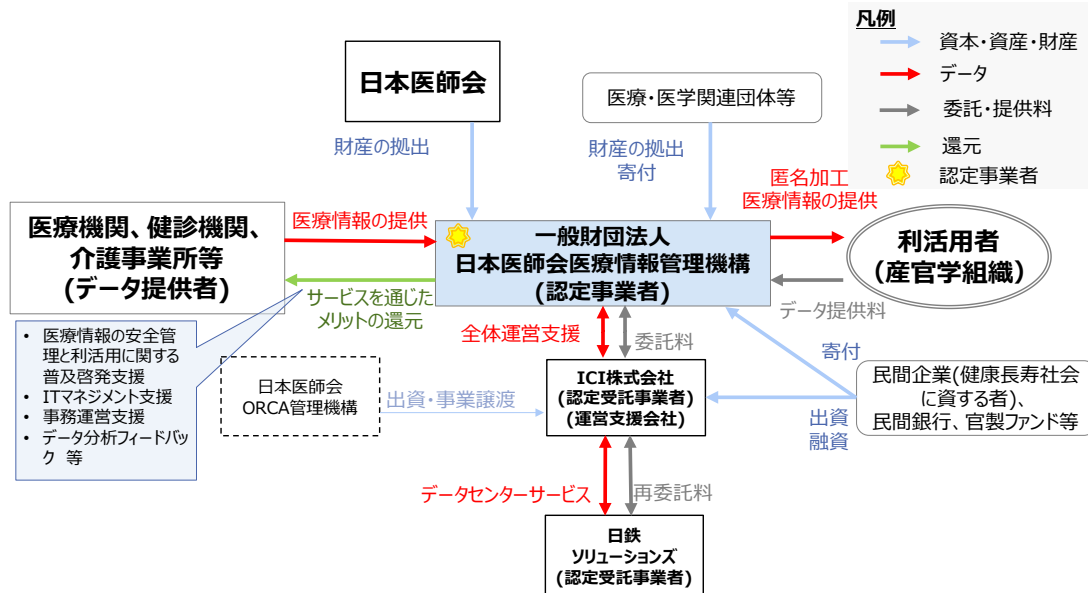 凡例
資本・資産・財産
データ
委託・提供料
還元
認定事業者
日本医師会
医療・医学関連団体等
財産の拠出
財産の拠出
寄付
匿名加工
医療情報の提供
医療機関、健診機関、
介護事業所等
(データ提供者)
医療情報の提供
一般財団法人
日本医師会医療情報管理機構
(認定事業者)
利活用者
(産官学組織)
サービスを通じた
メリットの還元
データ提供料
全体運営支援
委託料
寄付
• 医療情報の安全管
理と利活用に関する
普及啓発支援
• ITマネジメント支援
• 事務運営支援
• データ分析フィードバッ
ク 等
日本医師会
ORCA管理機構
出資・事業譲渡
ICI株式会社
(認定受託事業者)
(運営支援会社)
出資
融資
民間企業(健康長寿社会
に資する者)、
民間銀行、官製ファンド等
データセンターサービス
再委託料
日鉄
ソリューションズ
(認定受託事業者)